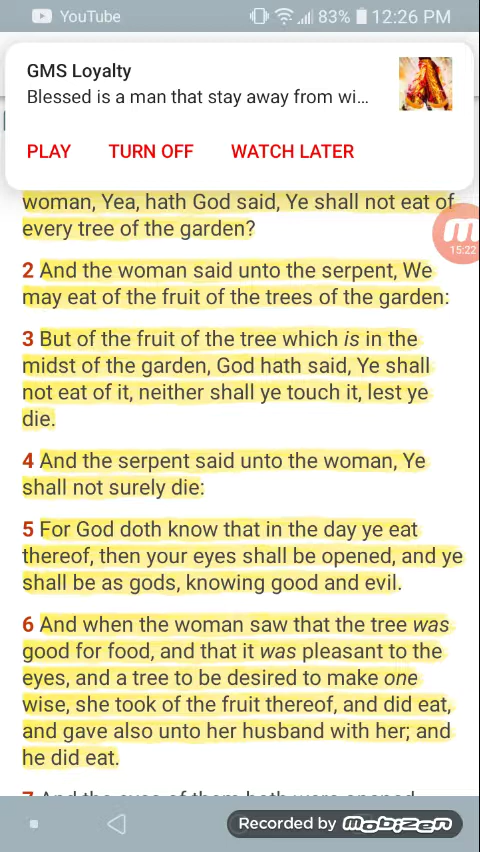 YouTube 83% 12:26 PM
GMS Loyalty
Blessed is a man that stay away from wi...
PLAY TURN OFF WATCH LATER
woman, Yea, hath God said, Ye shall not eat of
every tree of the garden?
15:22
2 And the woman said unto the serpent, We
may eat of the fruit of the trees of the garden:
3 But of the fruit of the tree which is in the
midst of the garden, God hath said, Ye shall
not eat of it, neither shall ye touch it, lest ye
die.
4 And the serpent said unto the woman, Ye
shall not surely die:
5 For God doth know that in the day ye eat
thereof, then your eyes shall be opened, and ye
shall be as gods, knowing good and evil.
6 And when the woman saw that the tree was
good for food, and that it was pleasant to the
eyes, and a tree to be desired to make one
wise, she took of the fruit thereof, and did eat,
and gave also unto her husband with her; and
he did eat.
Recorded by MOBIZEN